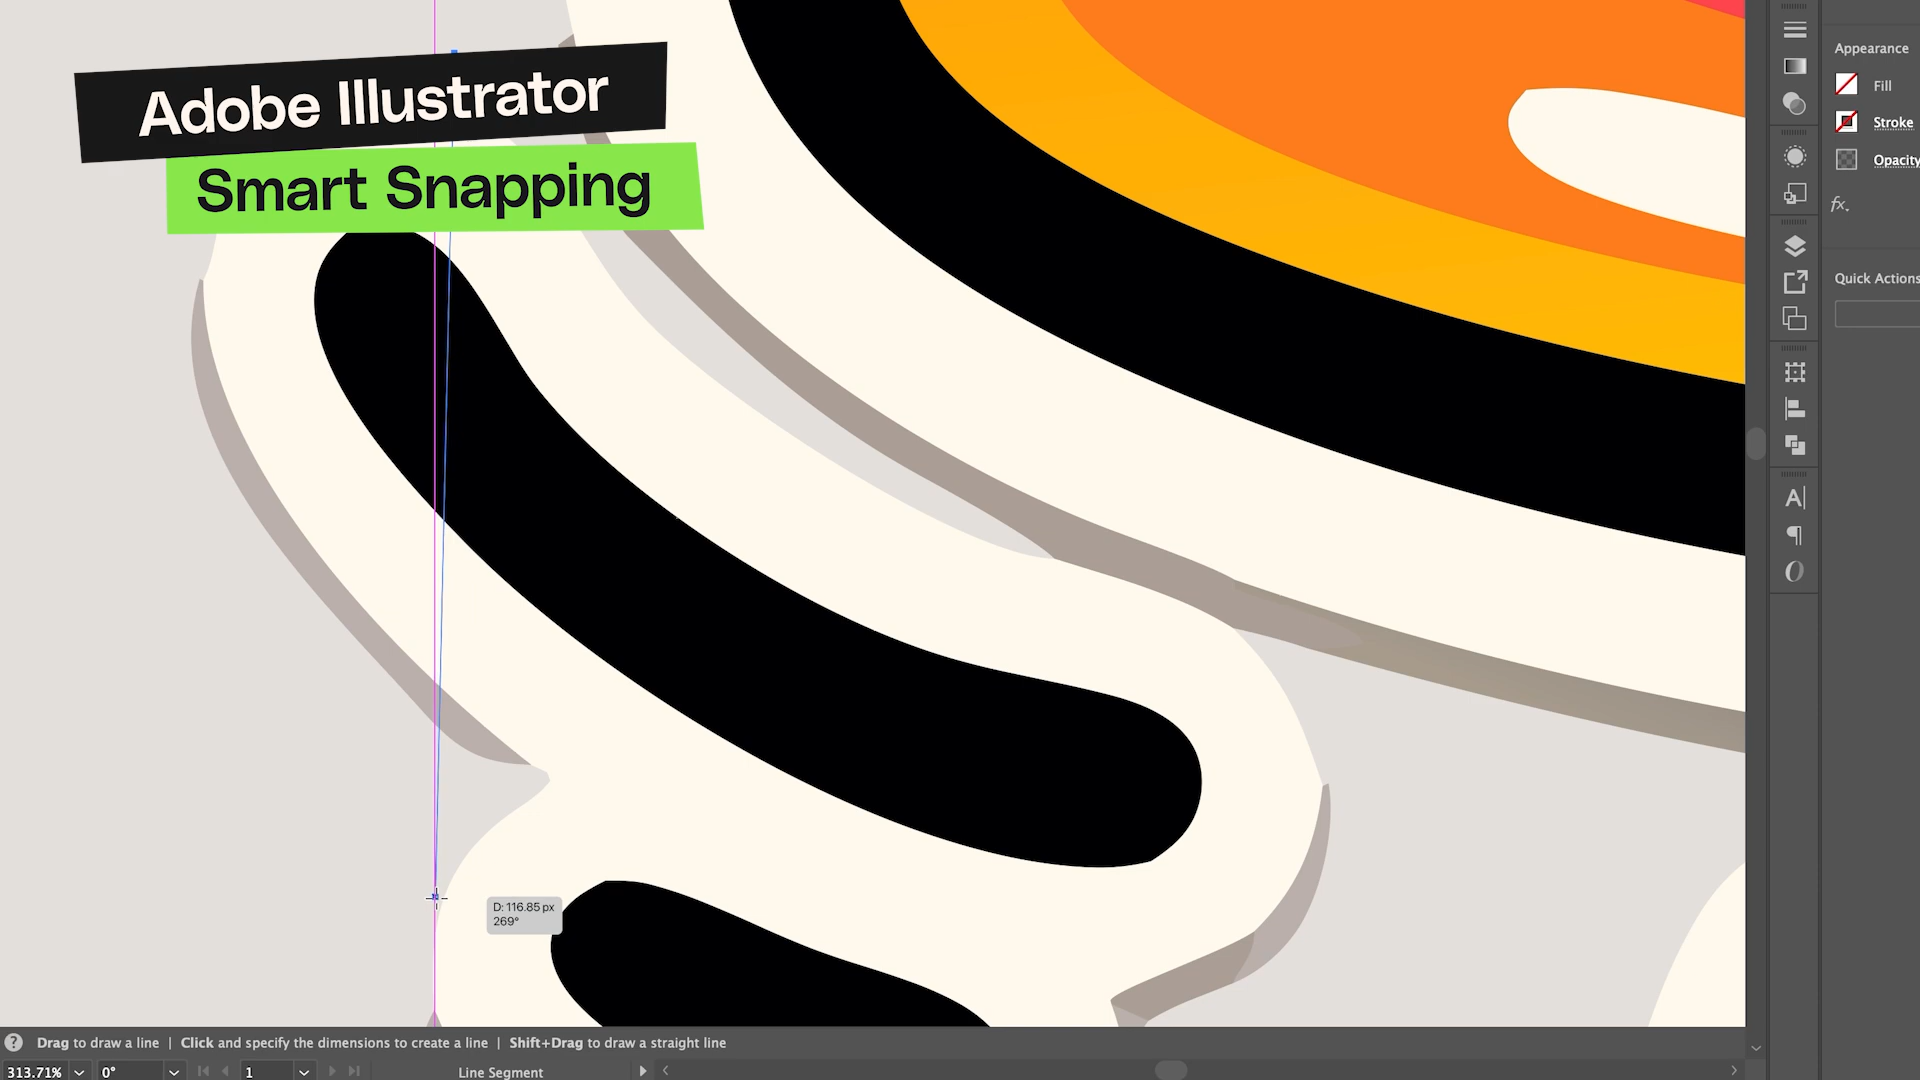 Adobe Illustrator
Smart Snapping
Appearance
Fill
Stroke
Opacity
fx.
Quick Actions
A|
¶
O
D: 116.85 px
269°
? Drag to draw a line | Click and specify the dimensions to create a line | Shift+Drag to draw a straight line
313.71% 0° 1 Line Segment